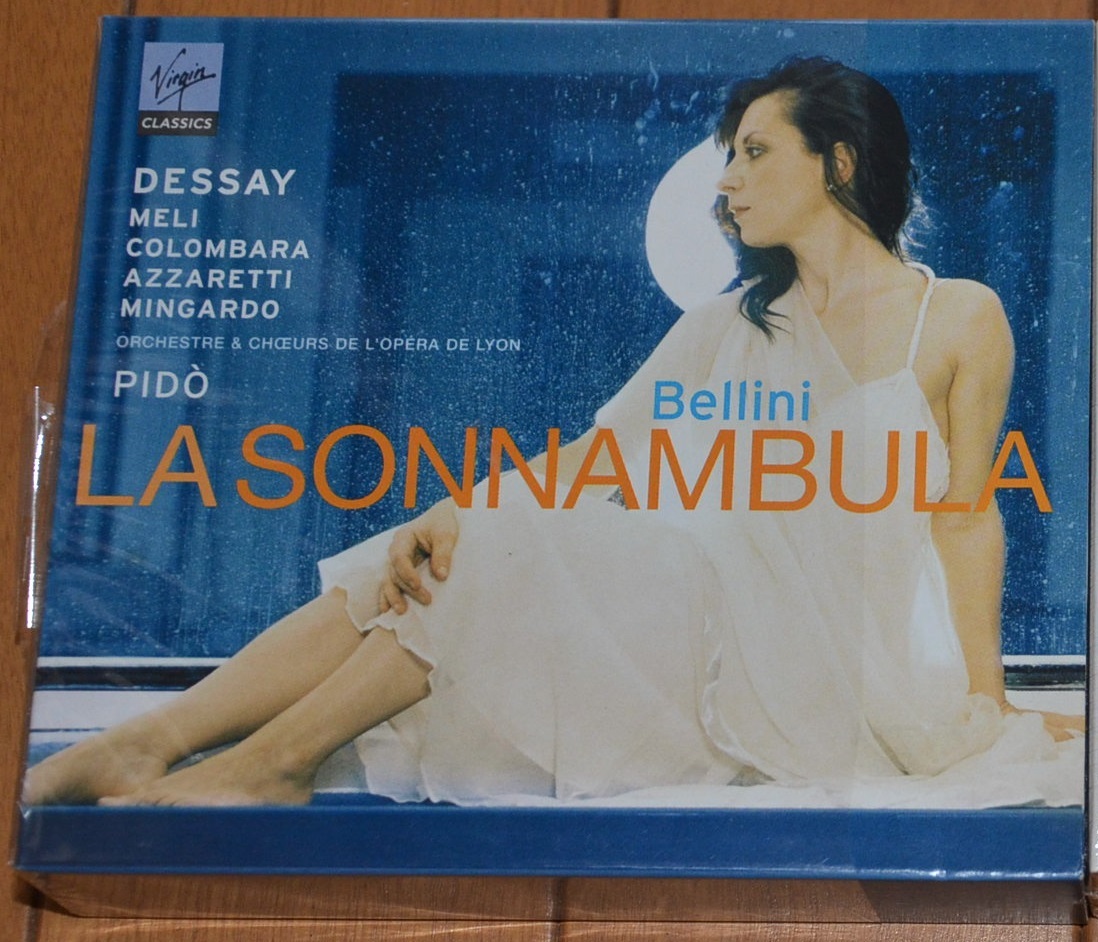 Virgin
CLASSICS
DESSAY
MELI
COLOMBARA
AZZARETTI
MINGARDO
ORCHESTRE & CHŒURS DE L'OPÉRA DE LYON
PIDÒ
Bellini
LA SONNAMBULA